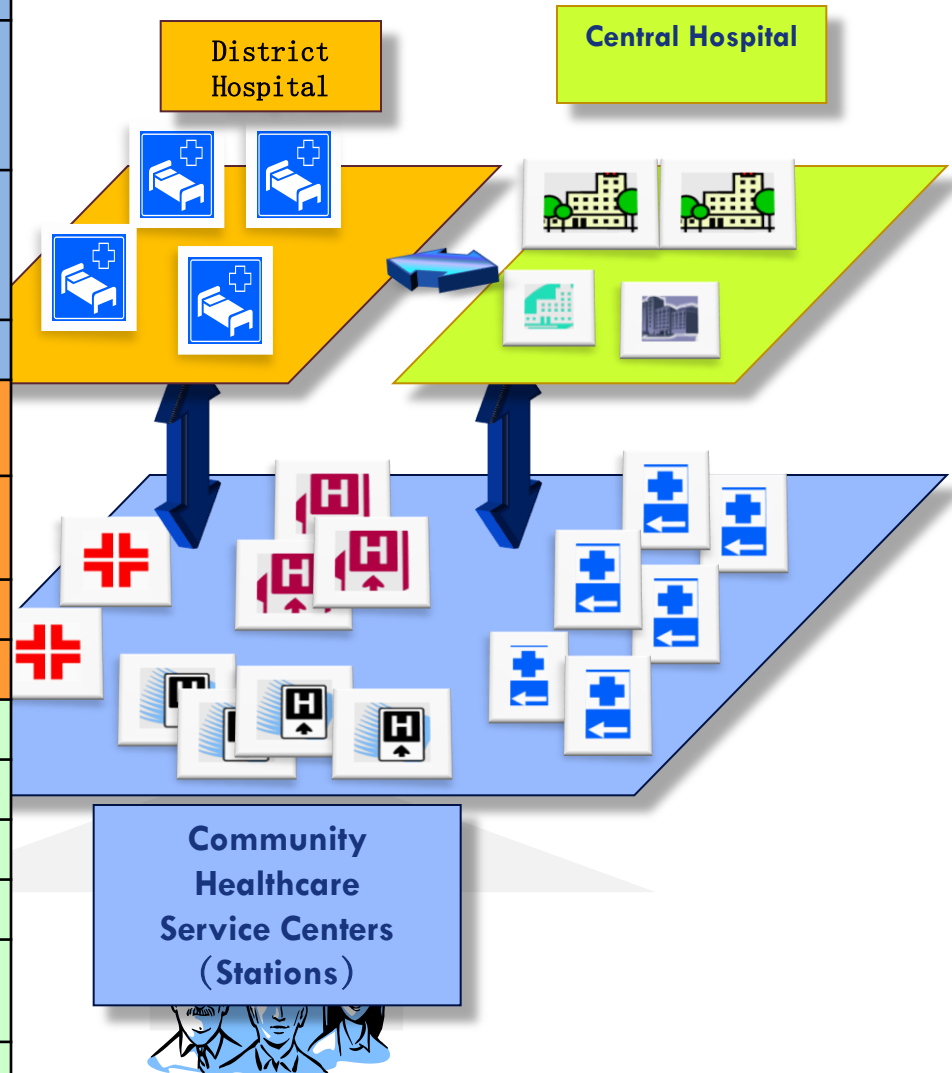 District
Hospital
Central Hospital
H
H
H
H
H
H
H
Community
Healthcare
Service Centers
（Stations）